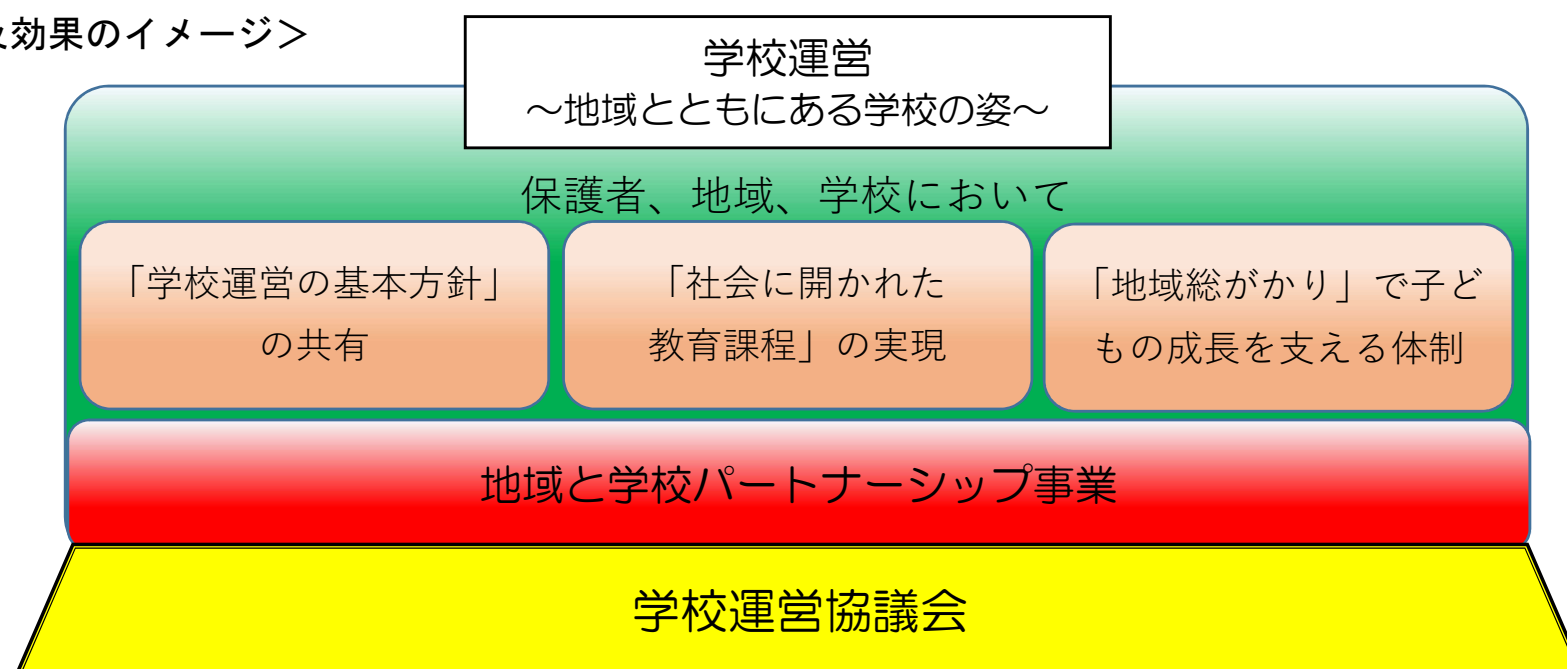 効果のイメージ＞
学校運営
～地域とともにある学校の姿～
保護者、地域、学校において
「学校運営の基本方針」
の共有
「社会に開かれた
教育課程」の実現
「地域総がかり」で子ど
もの成長を支える体制
地域と学校パートナーシップ事業
学校運営協議会